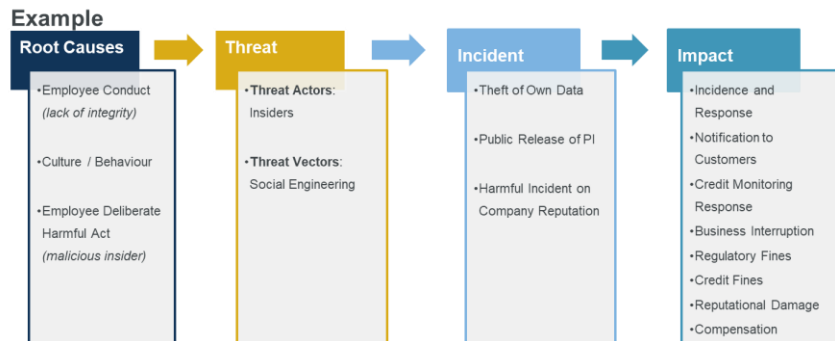 Example
Root Causes
•Employee Conduct
(lack of integrity)
•Culture / Behaviour
•Employee Deliberate
Harmful Act
(malicious insider)
Threat
•Threat Actors:
Insiders
•Threat Vectors:
Social Engineering
Incident
•Theft of Own Data
•Public Release of PI
•Harmful Incident on
Company Reputation
Impact
•Incidence and
Response
•Notification to
Customers
•Credit Monitoring
Response
•Business Interruption
•Regulatory Fines
•Credit Fines
•Reputational Damage
•Compensation